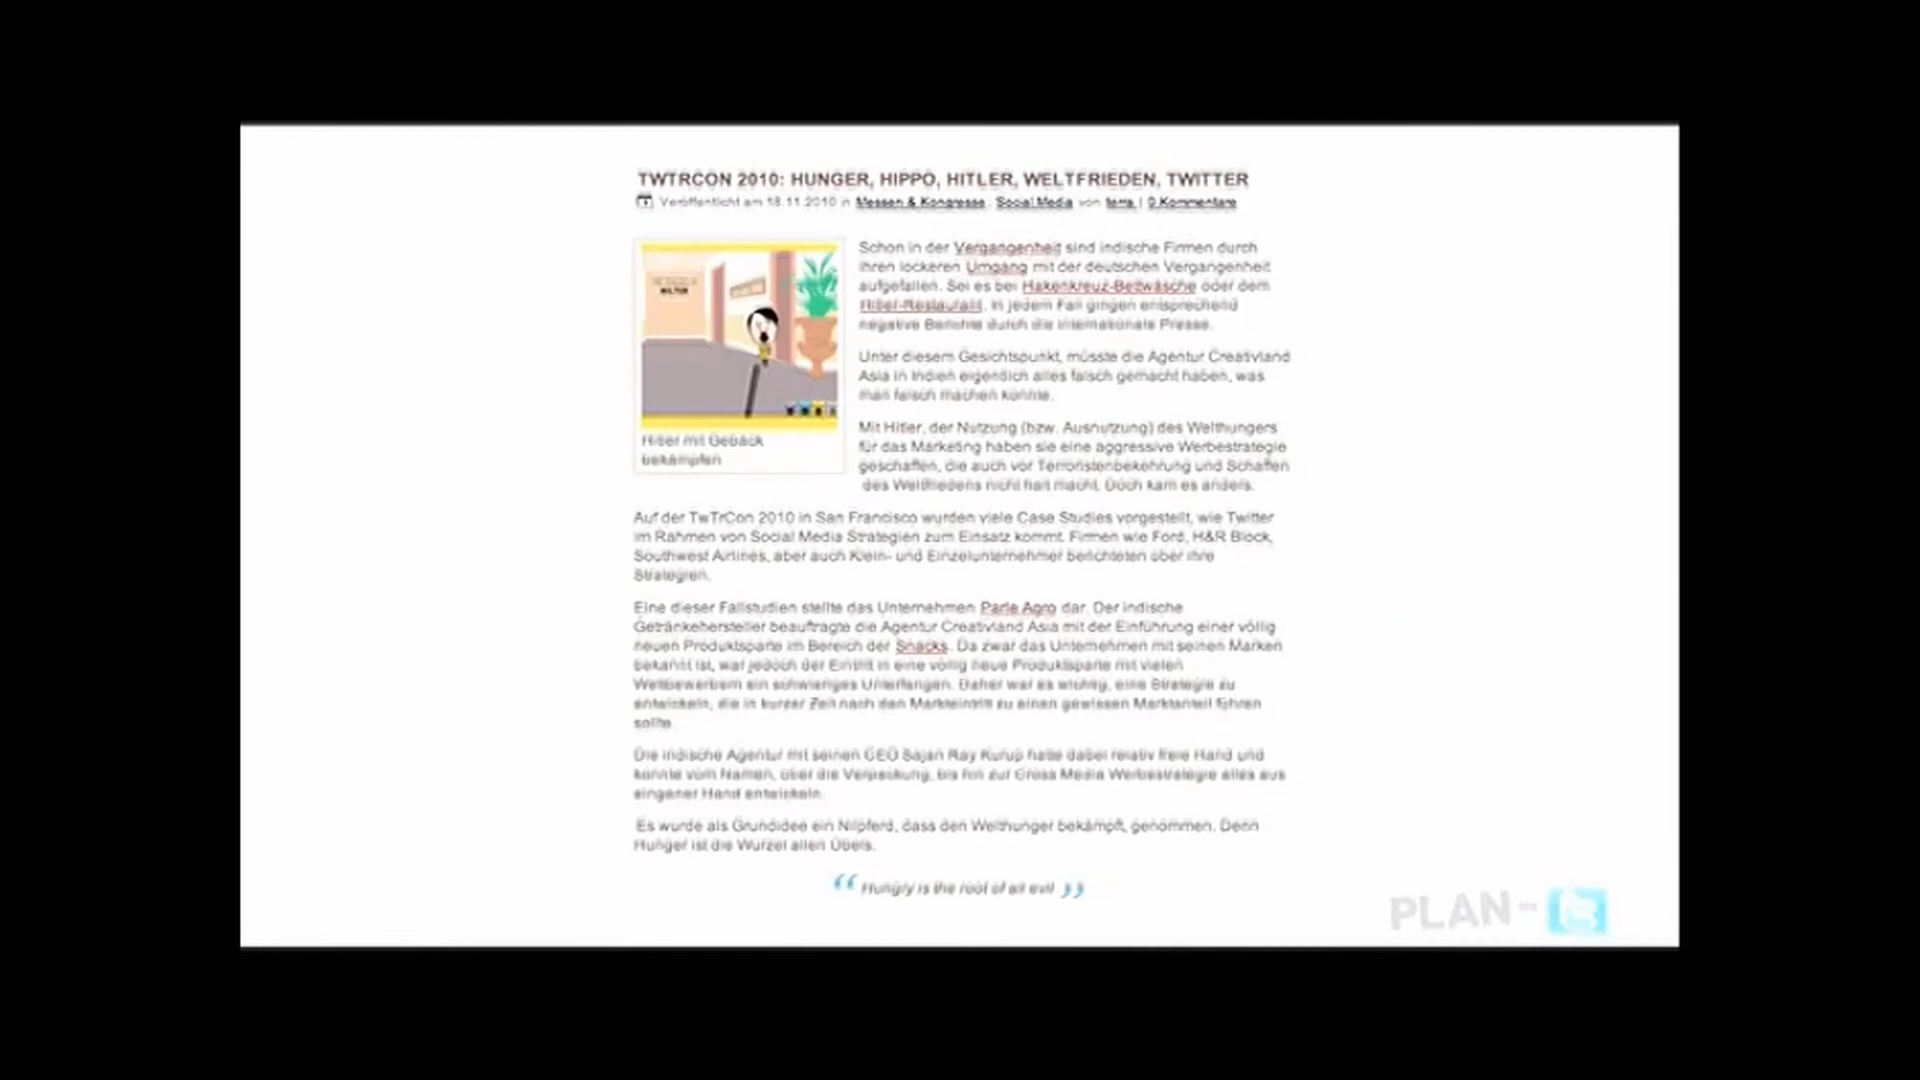 TWTRCON 2010: HUNGER, HIPPO, HITLER, WELTFRIEDEN, TWITTER
Veröffentlicht am 18.11.2010 in Messen & Kongresse, Social Media von terra | 0 Kommentare
HITLER
Hitler mit Gebäck
bekämpfen
Schon in der Vergangenheit sind indische Firmen durch
ihren lockeren Umgang mit der deutschen Vergangenheit
aufgefallen. Sei es bei Hakenkreuz-Bettwäsche oder dem
Hitler-Restaurant. In jedem Fall gingen entsprechend
negative Berichte durch die internationale Presse.
Unter diesem Gesichtspunkt, müsste die Agentur Creativland
Asia in Indien eigentlich alles falsch gemacht haben, was
man falsch machen könnte.
Mit Hitler, der Nutzung (bzw. Ausnutzung) des Welthungers
für das Marketing haben sie eine aggressive Werbestrategie
geschaffen, die auch vor Terroristenbekehrung und Schaffen
des Weltfriedens nicht halt macht. Doch kam es anders.
Auf der TwTrCon 2010 in San Francisco wurden viele Case Studies vorgestellt, wie Twitter
im Rahmen von Social Media Strategien zum Einsatz kommt. Firmen wie Ford, H&R Block,
Southwest Airlines, aber auch Klein- und Einzelunternehmer berichteten über ihre
Strategien.
Eine dieser Fallstudien stellte das Unternehmen Parle Agro dar. Der indische
Getränkehersteller beauftragte die Agentur Creativland Asia mit der Einführung einer völlig
neuen Produktsparte im Bereich der Snacks. Da zwar das Unternehmen mit seinen Marken
bekannt ist, war jedoch der Eintritt in eine völlig neue Produktsparte mit vielen
Wettbewerbern ein schwieriges Unterfangen. Daher war es wichtig, eine Strategie zu
entwickeln, die in kurzer Zeit nach den Markteintritt zu einen gewissen Marktanteil führen
sollte.
Die indische Agentur mit seinen CEO Sajan Ray Kurup hatte dabei relativ freie Hand und
konnte vom Namen, über die Verpackung, bis hin zur Cross Media Werbestrategie alles aus
eingener Hand entwickeln.
Es wurde als Grundidee ein Nilpferd, dass den Welthunger bekämpft, genommen. Denn
Hunger ist die Wurzel allen Übels.
“ Hungry is the root of all evil ”
PLAN-